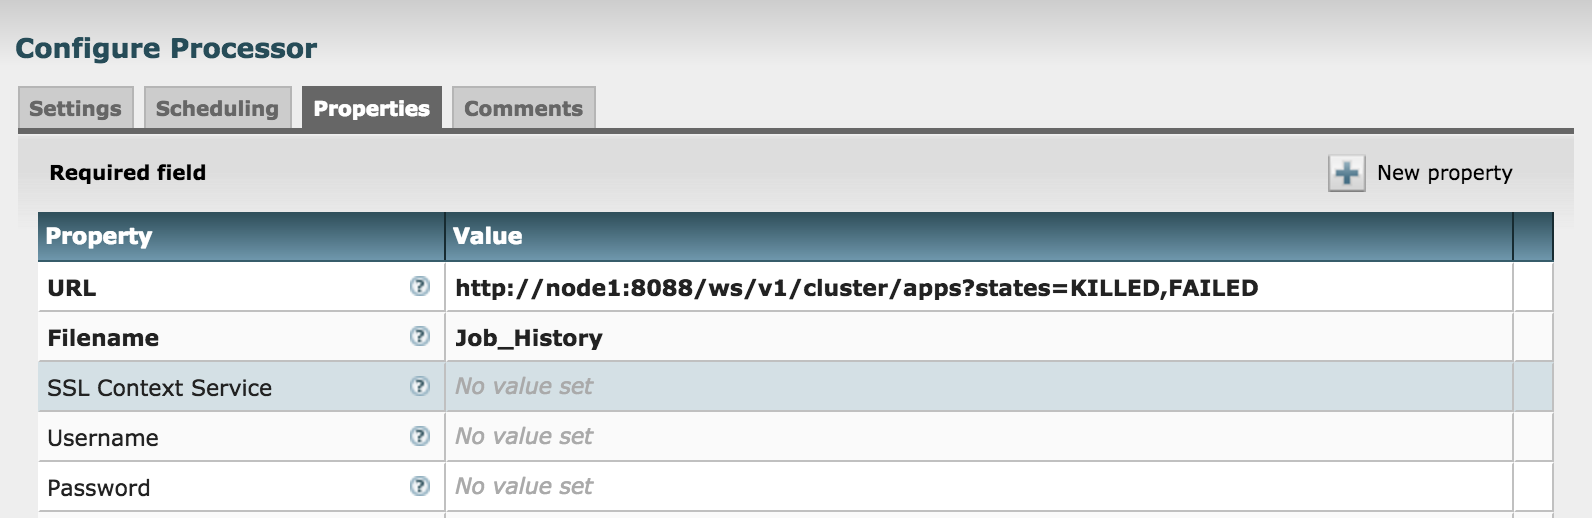 Configure Processor
Settings Scheduling Properties Comments
Required field New property
Property Value
URL ? http://node1:8088/ws/v1/cluster/apps?states=KILLED,FAILED
Filename ? Job_History
SSL Context Service ? No value set
Username ? No value set
Password ? No value set